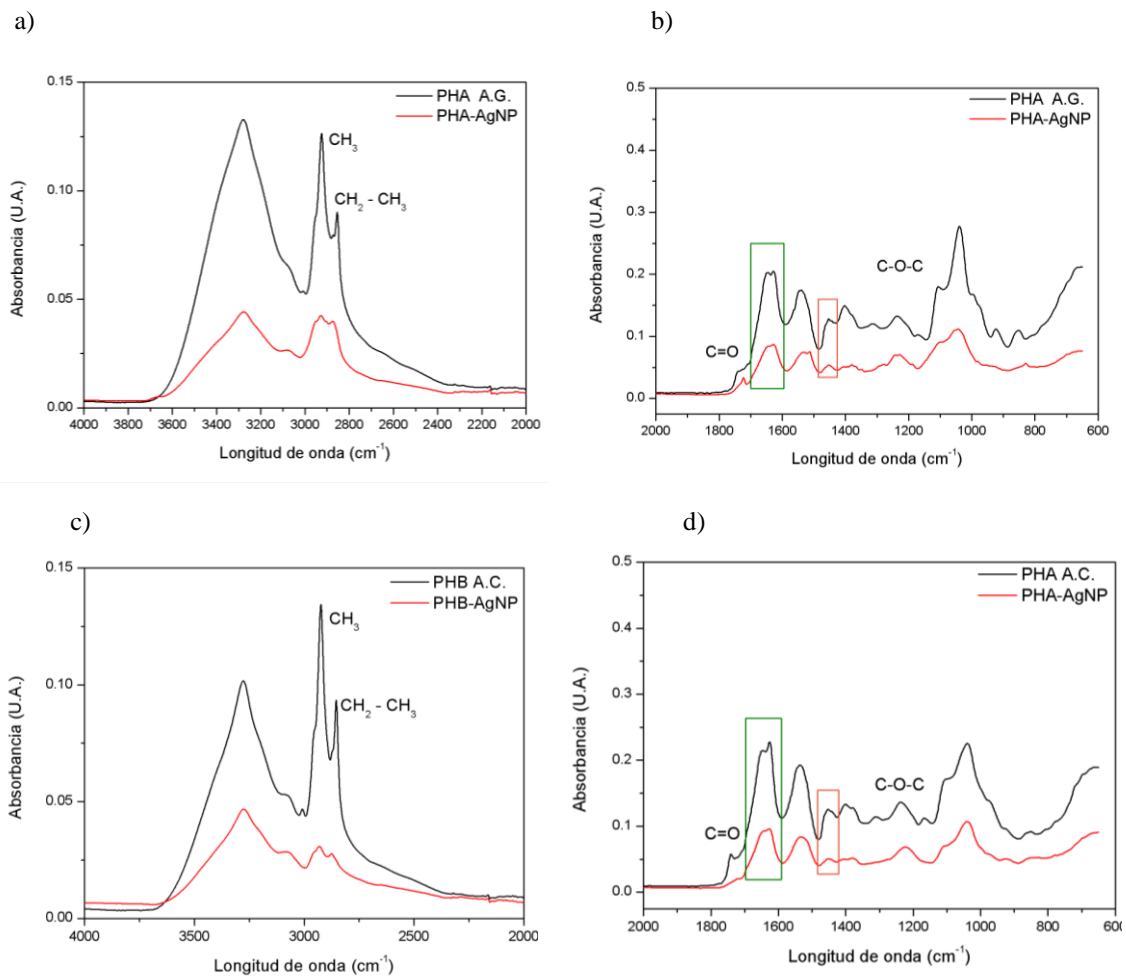 a)
b)
0.15
PHA A.G.
PHA-AgNP
CH3
CH2 - CH3
0.10
0.05
0.00
Absorbancia (U.A.)
4000 3600 3200 2800 2400 2000
Longitud de onda (cm-1)
0.5
PHA A.G.
PHA-AgNP
0.4
0.3
0.2
0.1
0.0
C=O
C-O-C
Absorbancia (U.A.)
2000 1800 1600 1400 1200 1000 800 600
Longitud de onda (cm-1)
c)
d)
0.15
PHB A.C.
PHB-AgNP
CH3
CH2 - CH3
0.10
0.05
0.00
Absorbancia (U.A.)
4000 3500 3000 2500 2000
Longitud de onda (cm-1)
0.5
PHA A.C.
PHA-AgNP
0.4
0.3
0.2
0.1
0.0
C=O
C-O-C
Absorbancia (U.A.)
2000 1800 1600 1400 1200 1000 800 600
Longitud de onda (cm-1)